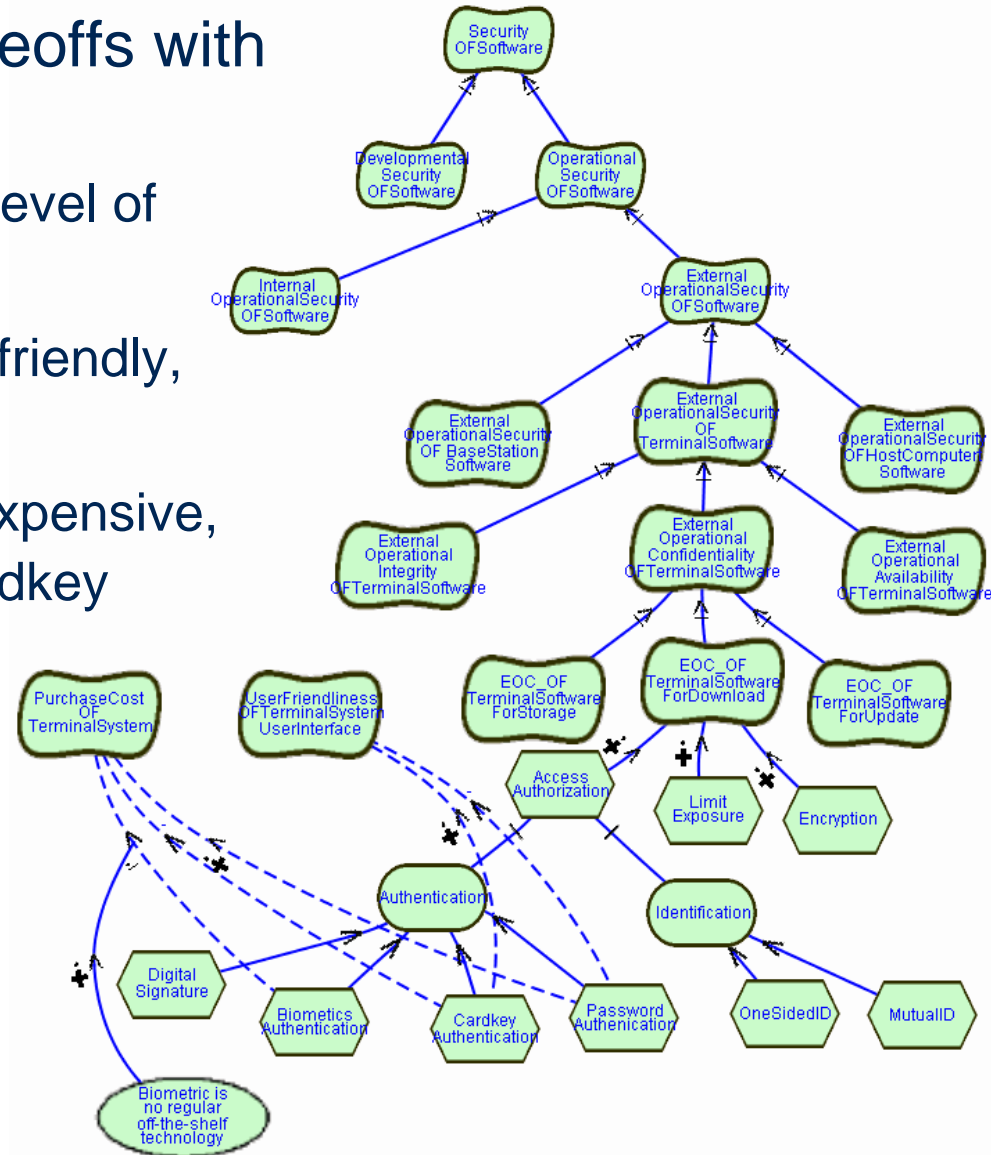 eoffs with
evel of
friendly,
xpensive,
dkey
Security
OFSoftware
Developmental
Security
OFSoftware
Operational
Security
OFSoftware
Internal
OperationalSecurity
OFSoftware
External
OperationalSecurity
OFSoftware
External
OperationalSecurity
OF BaseStation
Software
External
OperationalSecurity
OF
TerminalSoftware
External
OperationalSecurity
OFHostComputer
Software
External
Operational
Integrity
OFTerminalSoftware
External
Operational
Confidentiality
OFTerminalSoftware
External
Operational
Availability
OFTerminalSoftware
PurchaseCost
OF
TerminalSystem
UserFriendliness
OFTerminalSystem
UserInterface
EOC_OF
TerminalSoftware
ForStorage
EOC_OF
TerminalSoftware
ForDownload
EOC_OF
TerminalSoftware
ForUpdate
Access
Authorization
Limit
Exposure
Encryption
Authentication
Identification
Digital
Signature
Biometics
Authentication
Cardkey
Authentication
Password
Authenication
OneSidedID
MutualID
Biometric is
no regular
off-the-shelf
technology